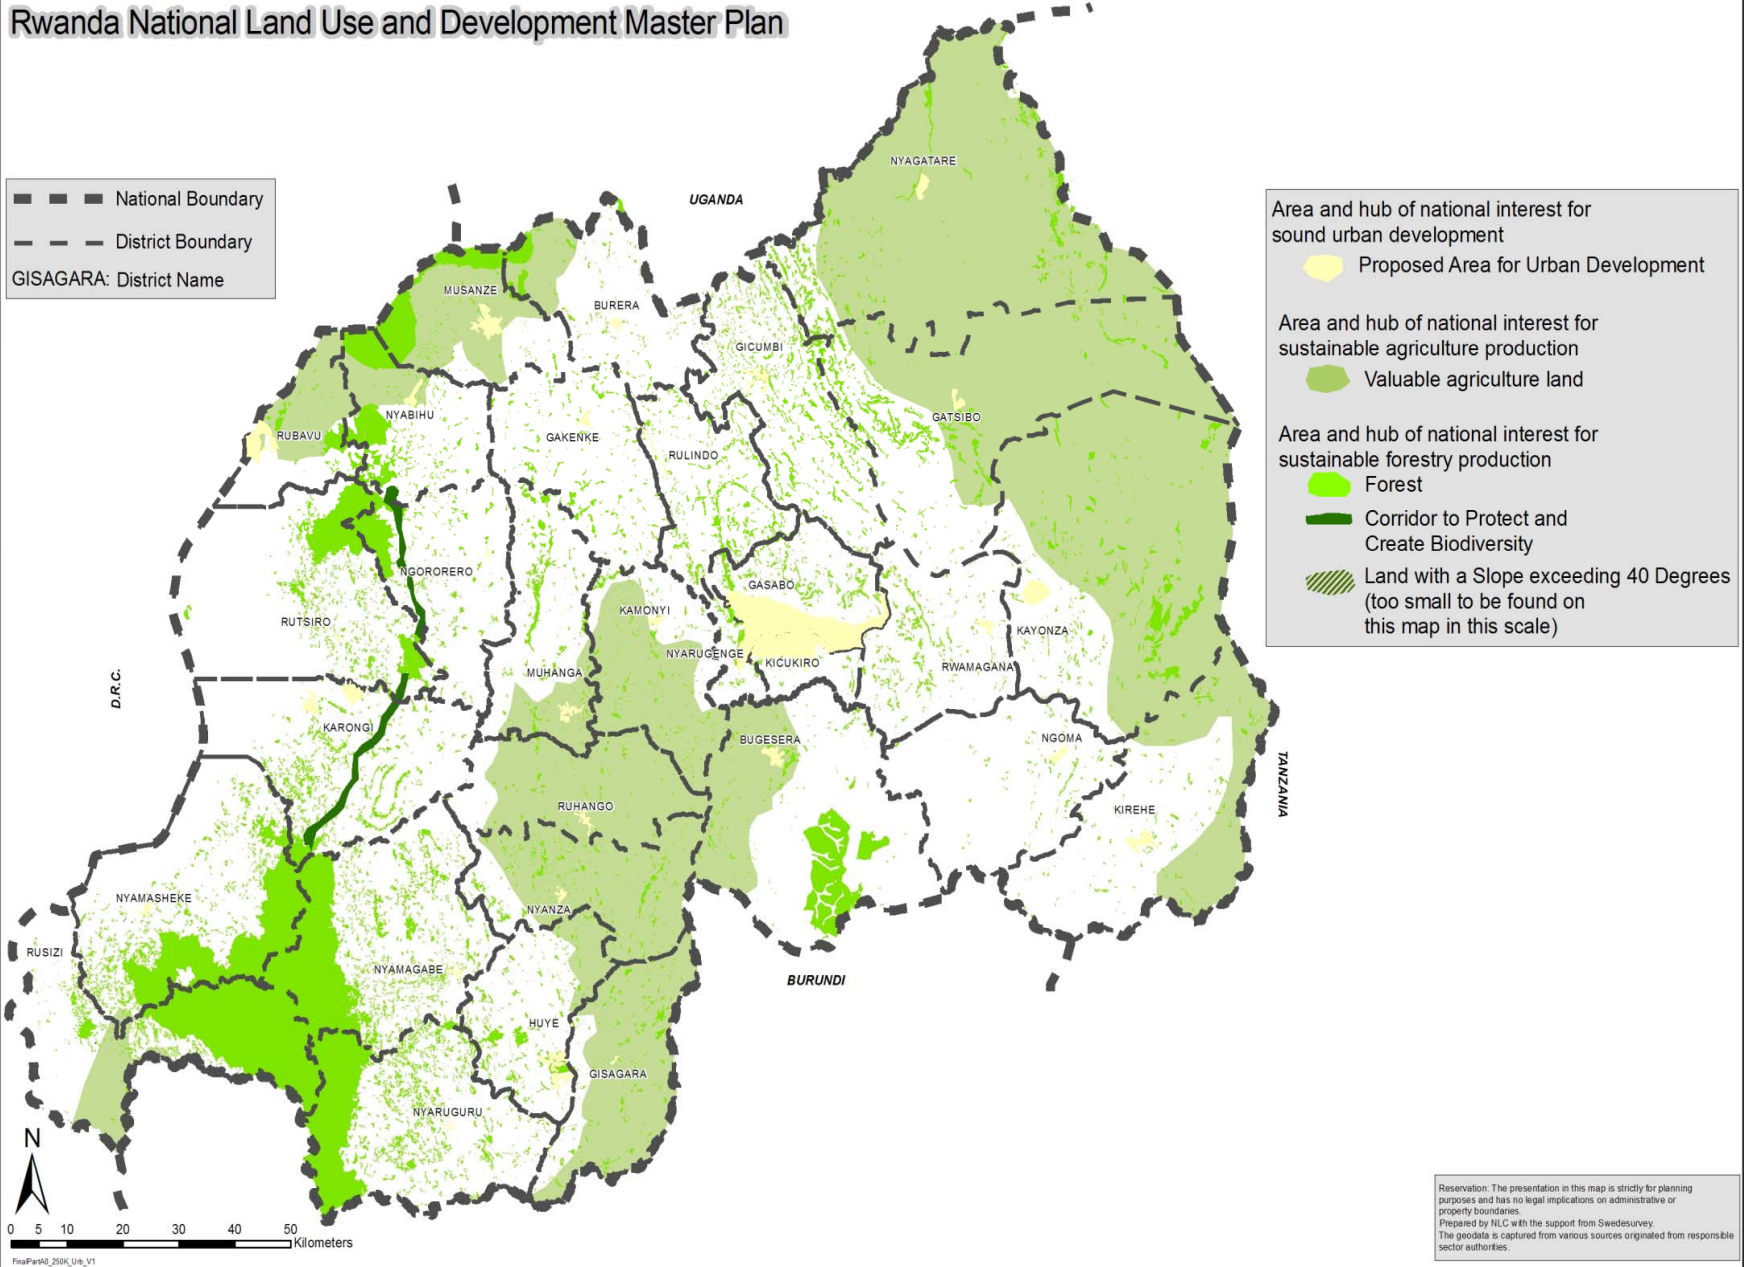 Rwanda National Land Use and Development Master Plan
National Boundary
District Boundary
GISAGARA: District Name
Area and hub of national interest for
sound urban development
Proposed Area for Urban Development
Area and hub of national interest for
sustainable agriculture production
Valuable agriculture land
Area and hub of national interest for
sustainable forestry production
Forest
Corridor to Protect and
Create Biodiversity
Land with a Slope exceeding 40 Degrees
(too small to be found on
this map in this scale)
UGANDA
NYAGATARE
MUSANZE
BURERA
GICUMBI
NYABIHU
GATSIBO
RUBAVU
GAKENKE
RULINDO
NGORORERO
GASABO
KAMONYI
RUTSIRO
KAYONZA
NYARUGENGE
KICUKIRO
RWAMAGANA
MUHANGA
D.R.C.
KARONGI
BUGESERA
NGOMA
TANZANIA
RUHANGO
KIREHE
NYAMASHEKE
NYANZA
RUSIZI
NYAMAGABE
BURUNDI
HUYE
GISAGARA
NYARUGURU
N
0 5 10 20 30 40 50
Kilometers
FinalPartA0_250K_Urb_V1
Reservation: The presentation in this map is strictly for planning
purposes and has no legal implications on administrative or
property boundaries.
Prepared by NLC with the support from Swedesurvey.
The geodata is captured from various sources originated from responsible
sector authorities.